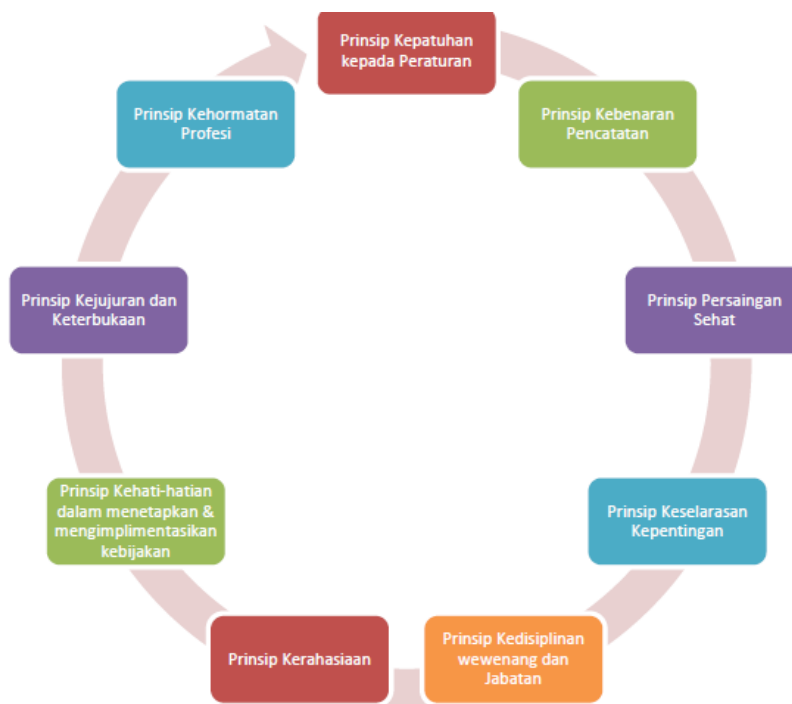 Prinsip Kepatuhan
kepada Peraturan
Prinsip Kebenaran
Pencatatan
Prinsip Persaingan
Sehat
Prinsip Keselarasan
Kepentingan
Prinsip Kedisiplinan
wewenang dan
Jabatan
Prinsip Kerahasiaan
Prinsip Kehati-hatian
dalam menetapkan &
mengimplimentasikan
kebijakan
Prinsip Kejujuran dan
Keterbukaan
Prinsip Kehormatan
Profesi